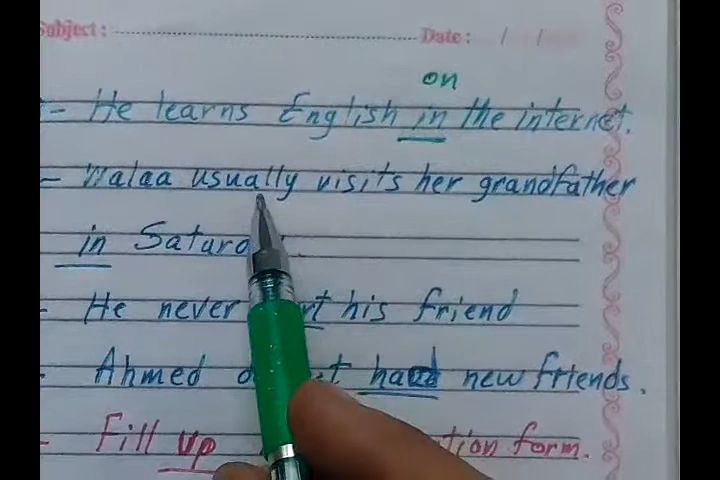 Subject: Date: / /
on
- He learns English in the internet.
- Walaa usually visits her grandfather
in
- He never his friend
- Ahmed had new friends.
- Fill up form.